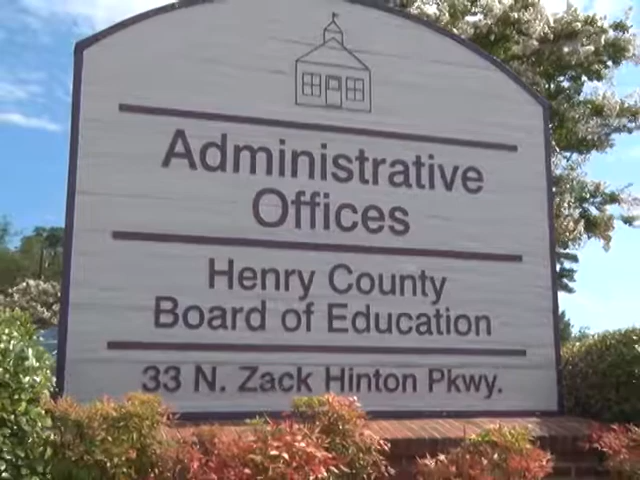 Administrative
Offices
Henry County
Board of Education
33 N. Zack Hinton Pkwy.